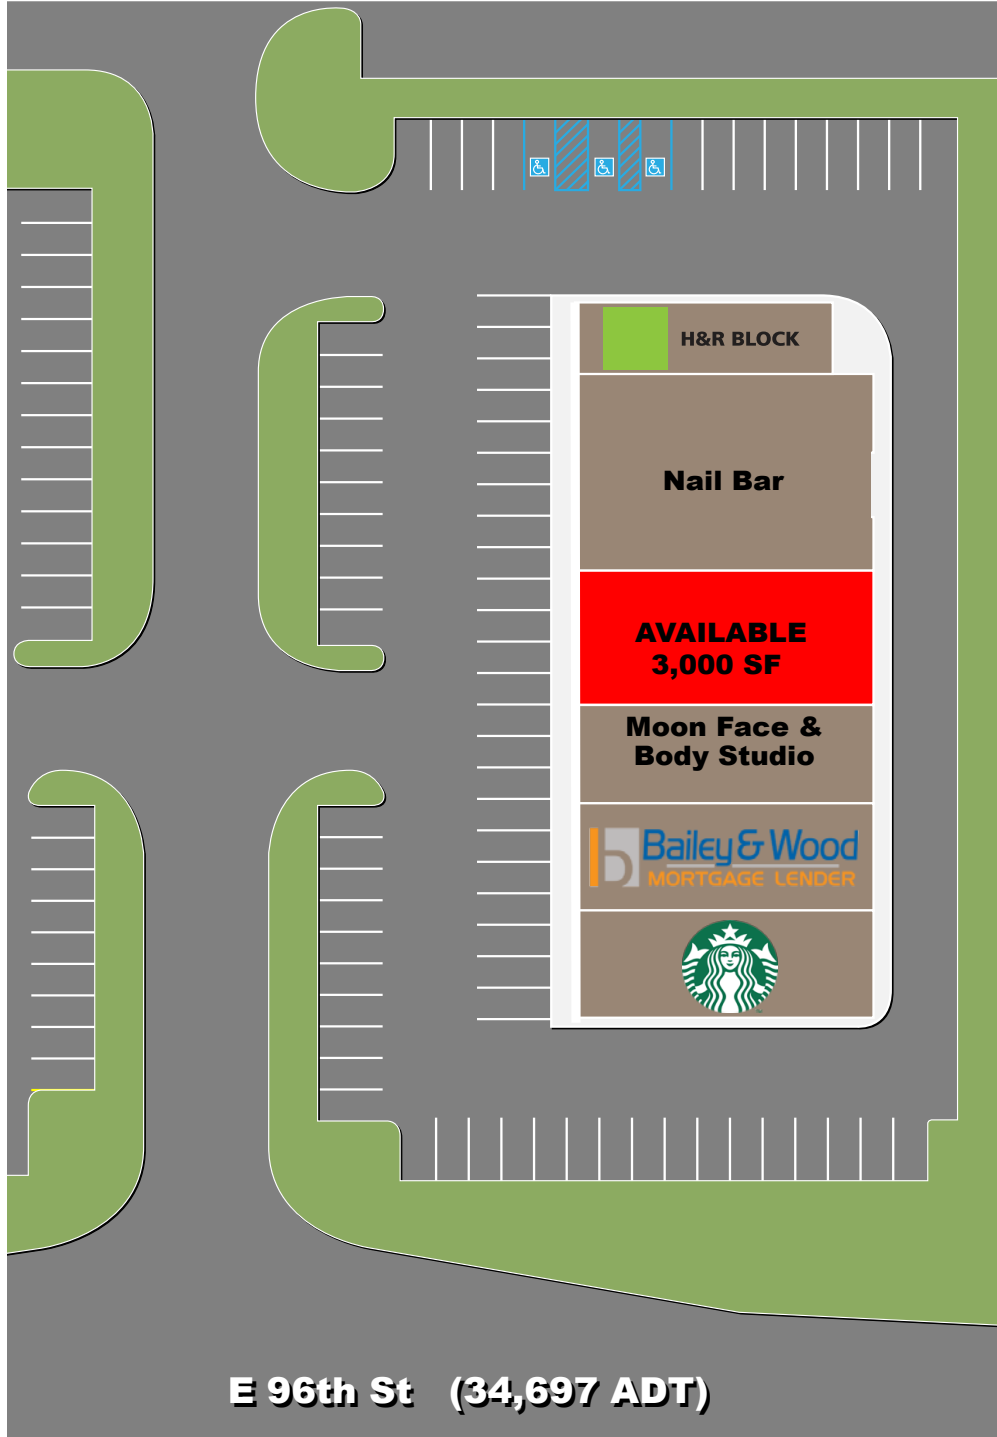 H&R BLOCK
Nail Bar
AVAILABLE
3,000 SF
Moon Face &
Body Studio
b Bailey & Wood
MORTGAGE LENDER
E 96th St (34,697 ADT)